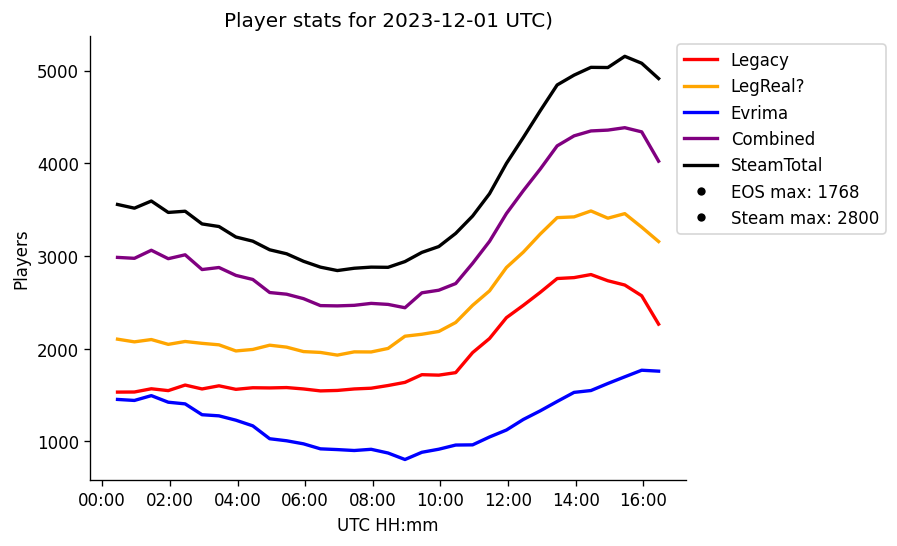 Player stats for 2023-12-01 UTC)
Players
5000
4000
3000
2000
1000
00:00 02:00 04:00 06:00 08:00 10:00 12:00 14:00 16:00
UTC HH:mm
Legacy
LegReal?
Evrima
Combined
SteamTotal
EOS max: 1768
Steam max: 2800